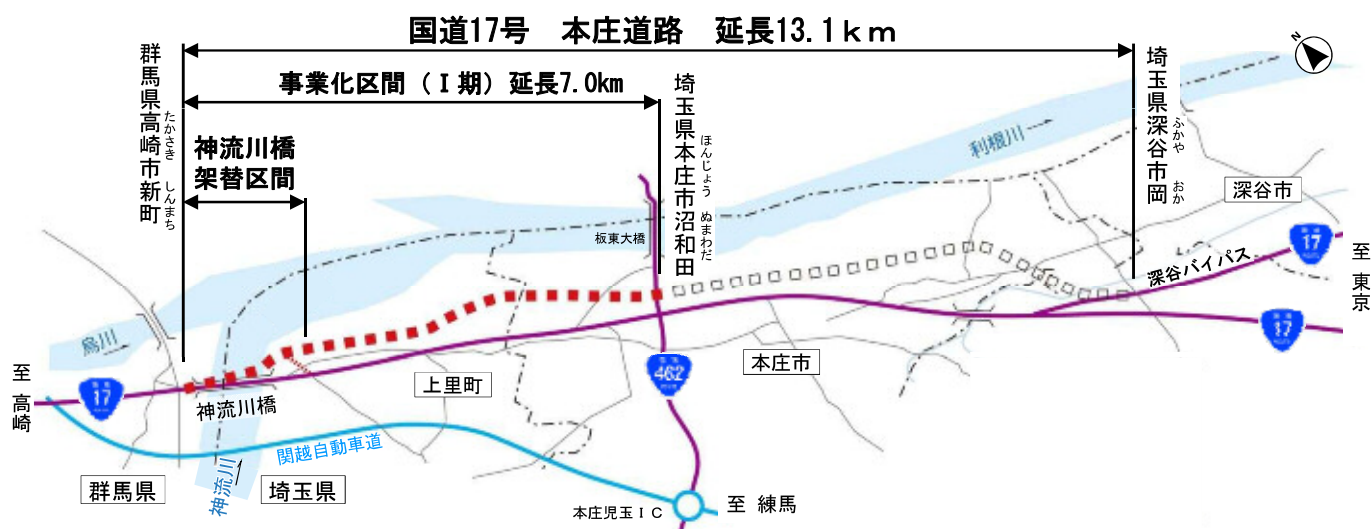 国道17号　本庄道路　延長13.1ｋｍ
事業化区間（Ⅰ期）延長7.0km
神流川橋
架替区間
群馬県高崎市新町
たかさき
しんまち
埼玉県本庄市沼和田
ほんじょう
ぬまわだ
埼玉県深谷市岡
ふかや
おか
N
利根川
深谷市
板東大橋
17
深谷バイパス
至 東京
17
烏川
462
本庄市
上里町
至 高崎
17
神流川橋
関越自動車道
神流川
群馬県
埼玉県
本庄児玉ＩＣ
至 練馬